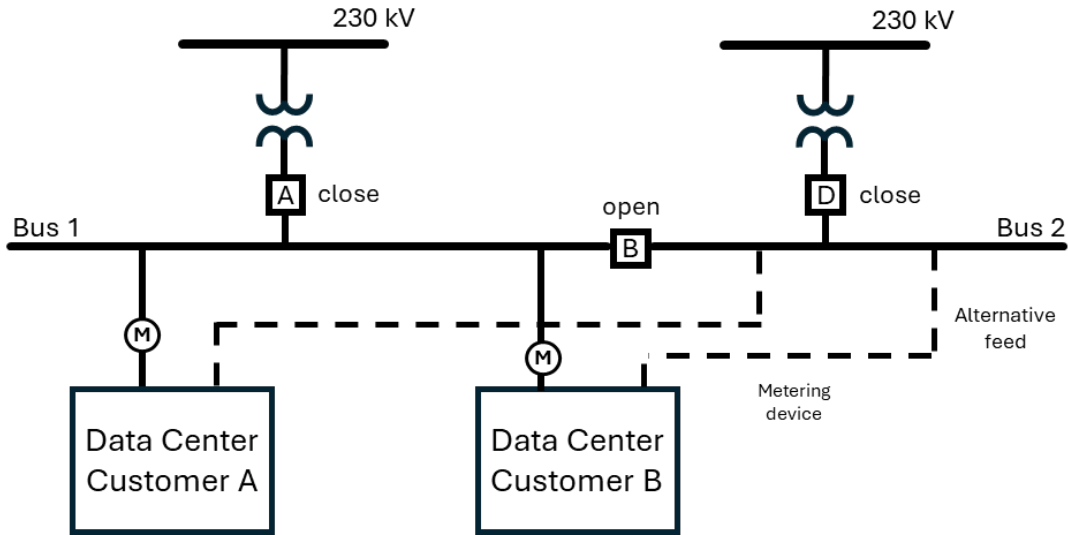 230 kV
230 kV
A
close
D
close
open
Bus 1
B
Bus 2
M
M
Alternative
feed
Metering
device
Data Center
Customer A
Data Center
Customer B